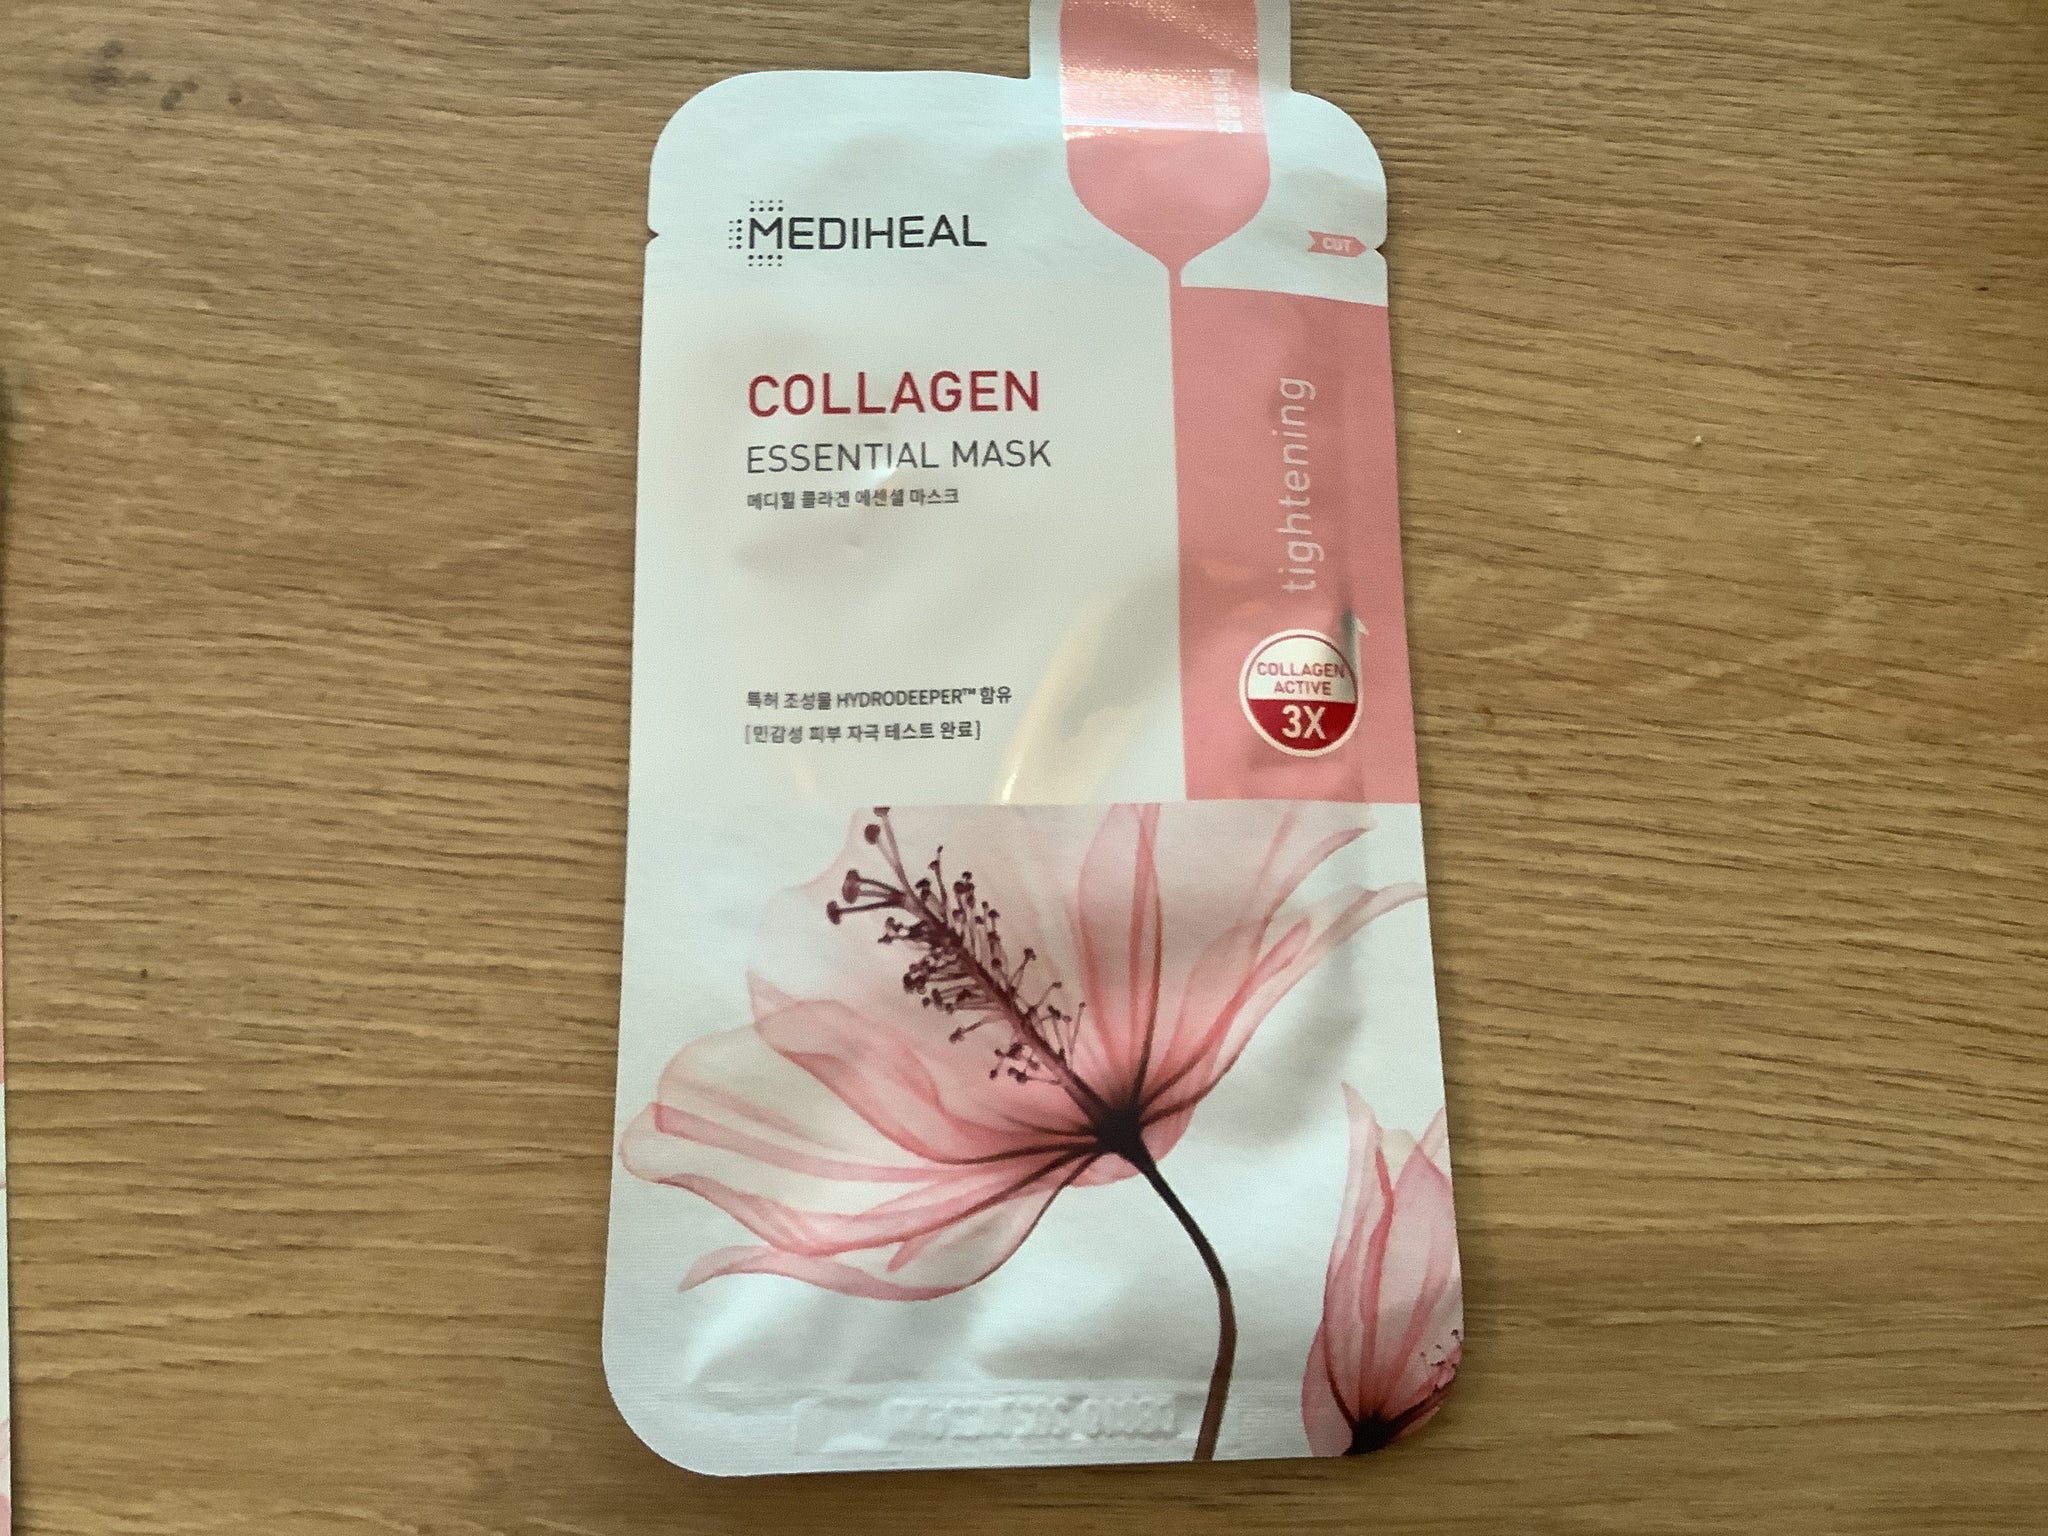 MEDIHEAL
CUT
COLLAGEN
ESSENTIAL MASK
메디힐 콜라겐 에센셜 마스크
tightening
COLLAGEN
ACTIVE
3X
특허 조성물 HYDRODEEPER™ 함유
[민감성 피부 자극 테스트 완료]